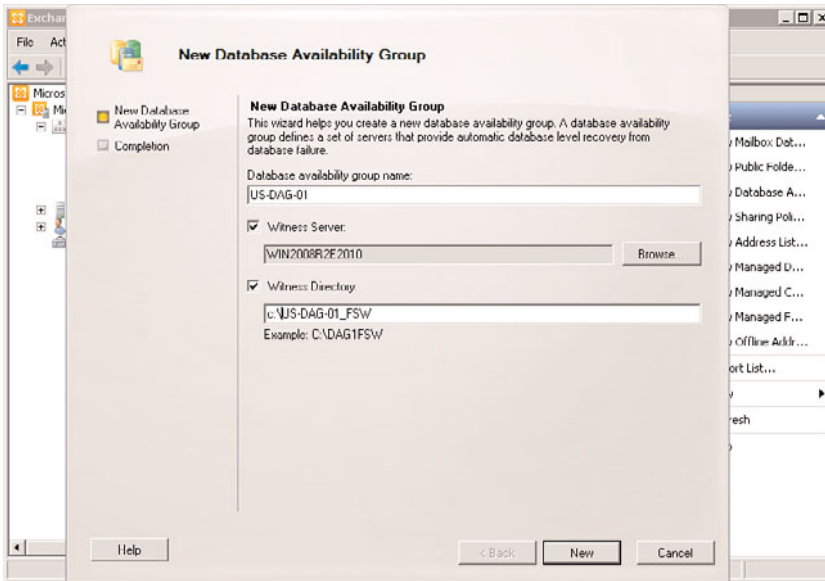 Exchan
File Act
New Database Availability Group
Micros
Mi
New Database
Availability Group
Completion
New Database Availability Group
This wizard helps you create a new database availability group. A database availability
group defines a set of servers that provide automatic database level recovery from
database failure.
Database availability group name:
US-DAG-01
Witness Server:
WIN2008R2E2010
Browse...
Witness Directory
c:\US-DAG-01_FSW
Example: C:\DAG1FSW
Mailbox Dat...
Public Folde...
Database A...
Sharing Poli...
Address List...
Managed D...
Managed C...
Managed F...
Offline Addr...
ort List...
resh
Help
< Back
New
Cancel